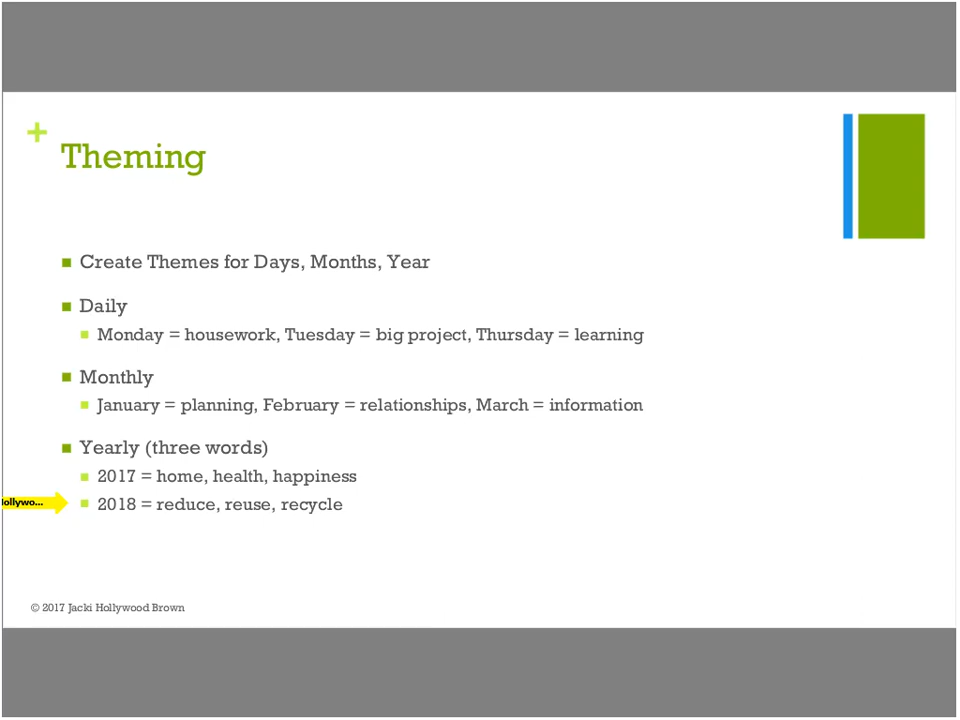 +
Theming
Create Themes for Days, Months, Year
Daily
Monday = housework, Tuesday = big project, Thursday = learning
Monthly
January = planning, February = relationships, March = information
Yearly (three words)
2017 = home, health, happiness
ollywo...
2018 = reduce, reuse, recycle
© 2017 Jacki Hollywood Brown